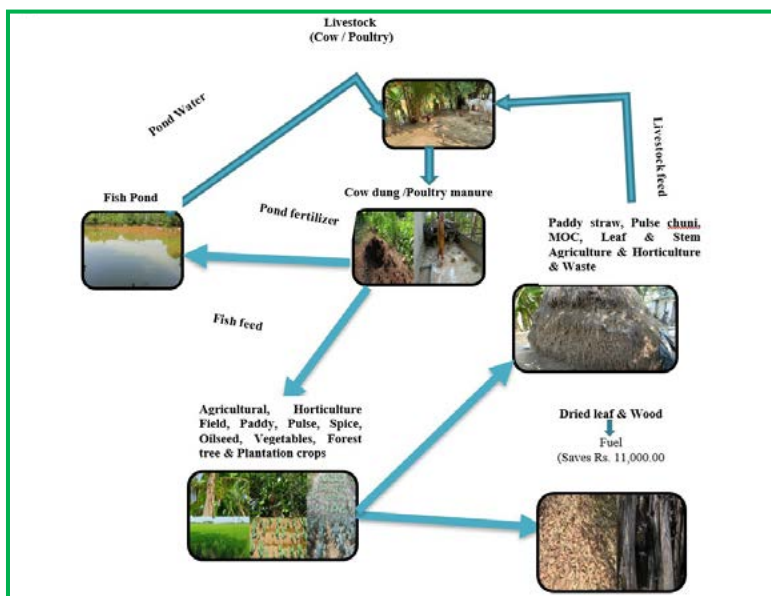 Livestock
(Cow / Poultry)
Pond Water
Livestock feed
Cow dung /Poultry manure
Fish Pond
Pond fertilizer
Paddy straw, Pulse chuni,
MOC, Leaf & Stem
Agriculture & Horticulture
& Waste
Fish feed
Agricultural, Horticulture
Field, Paddy, Pulse, Spice,
Oilseed, Vegetables, Forest
tree & Plantation crops
Dried leaf & Wood
Fuel
(Saves Rs. 11,000.00